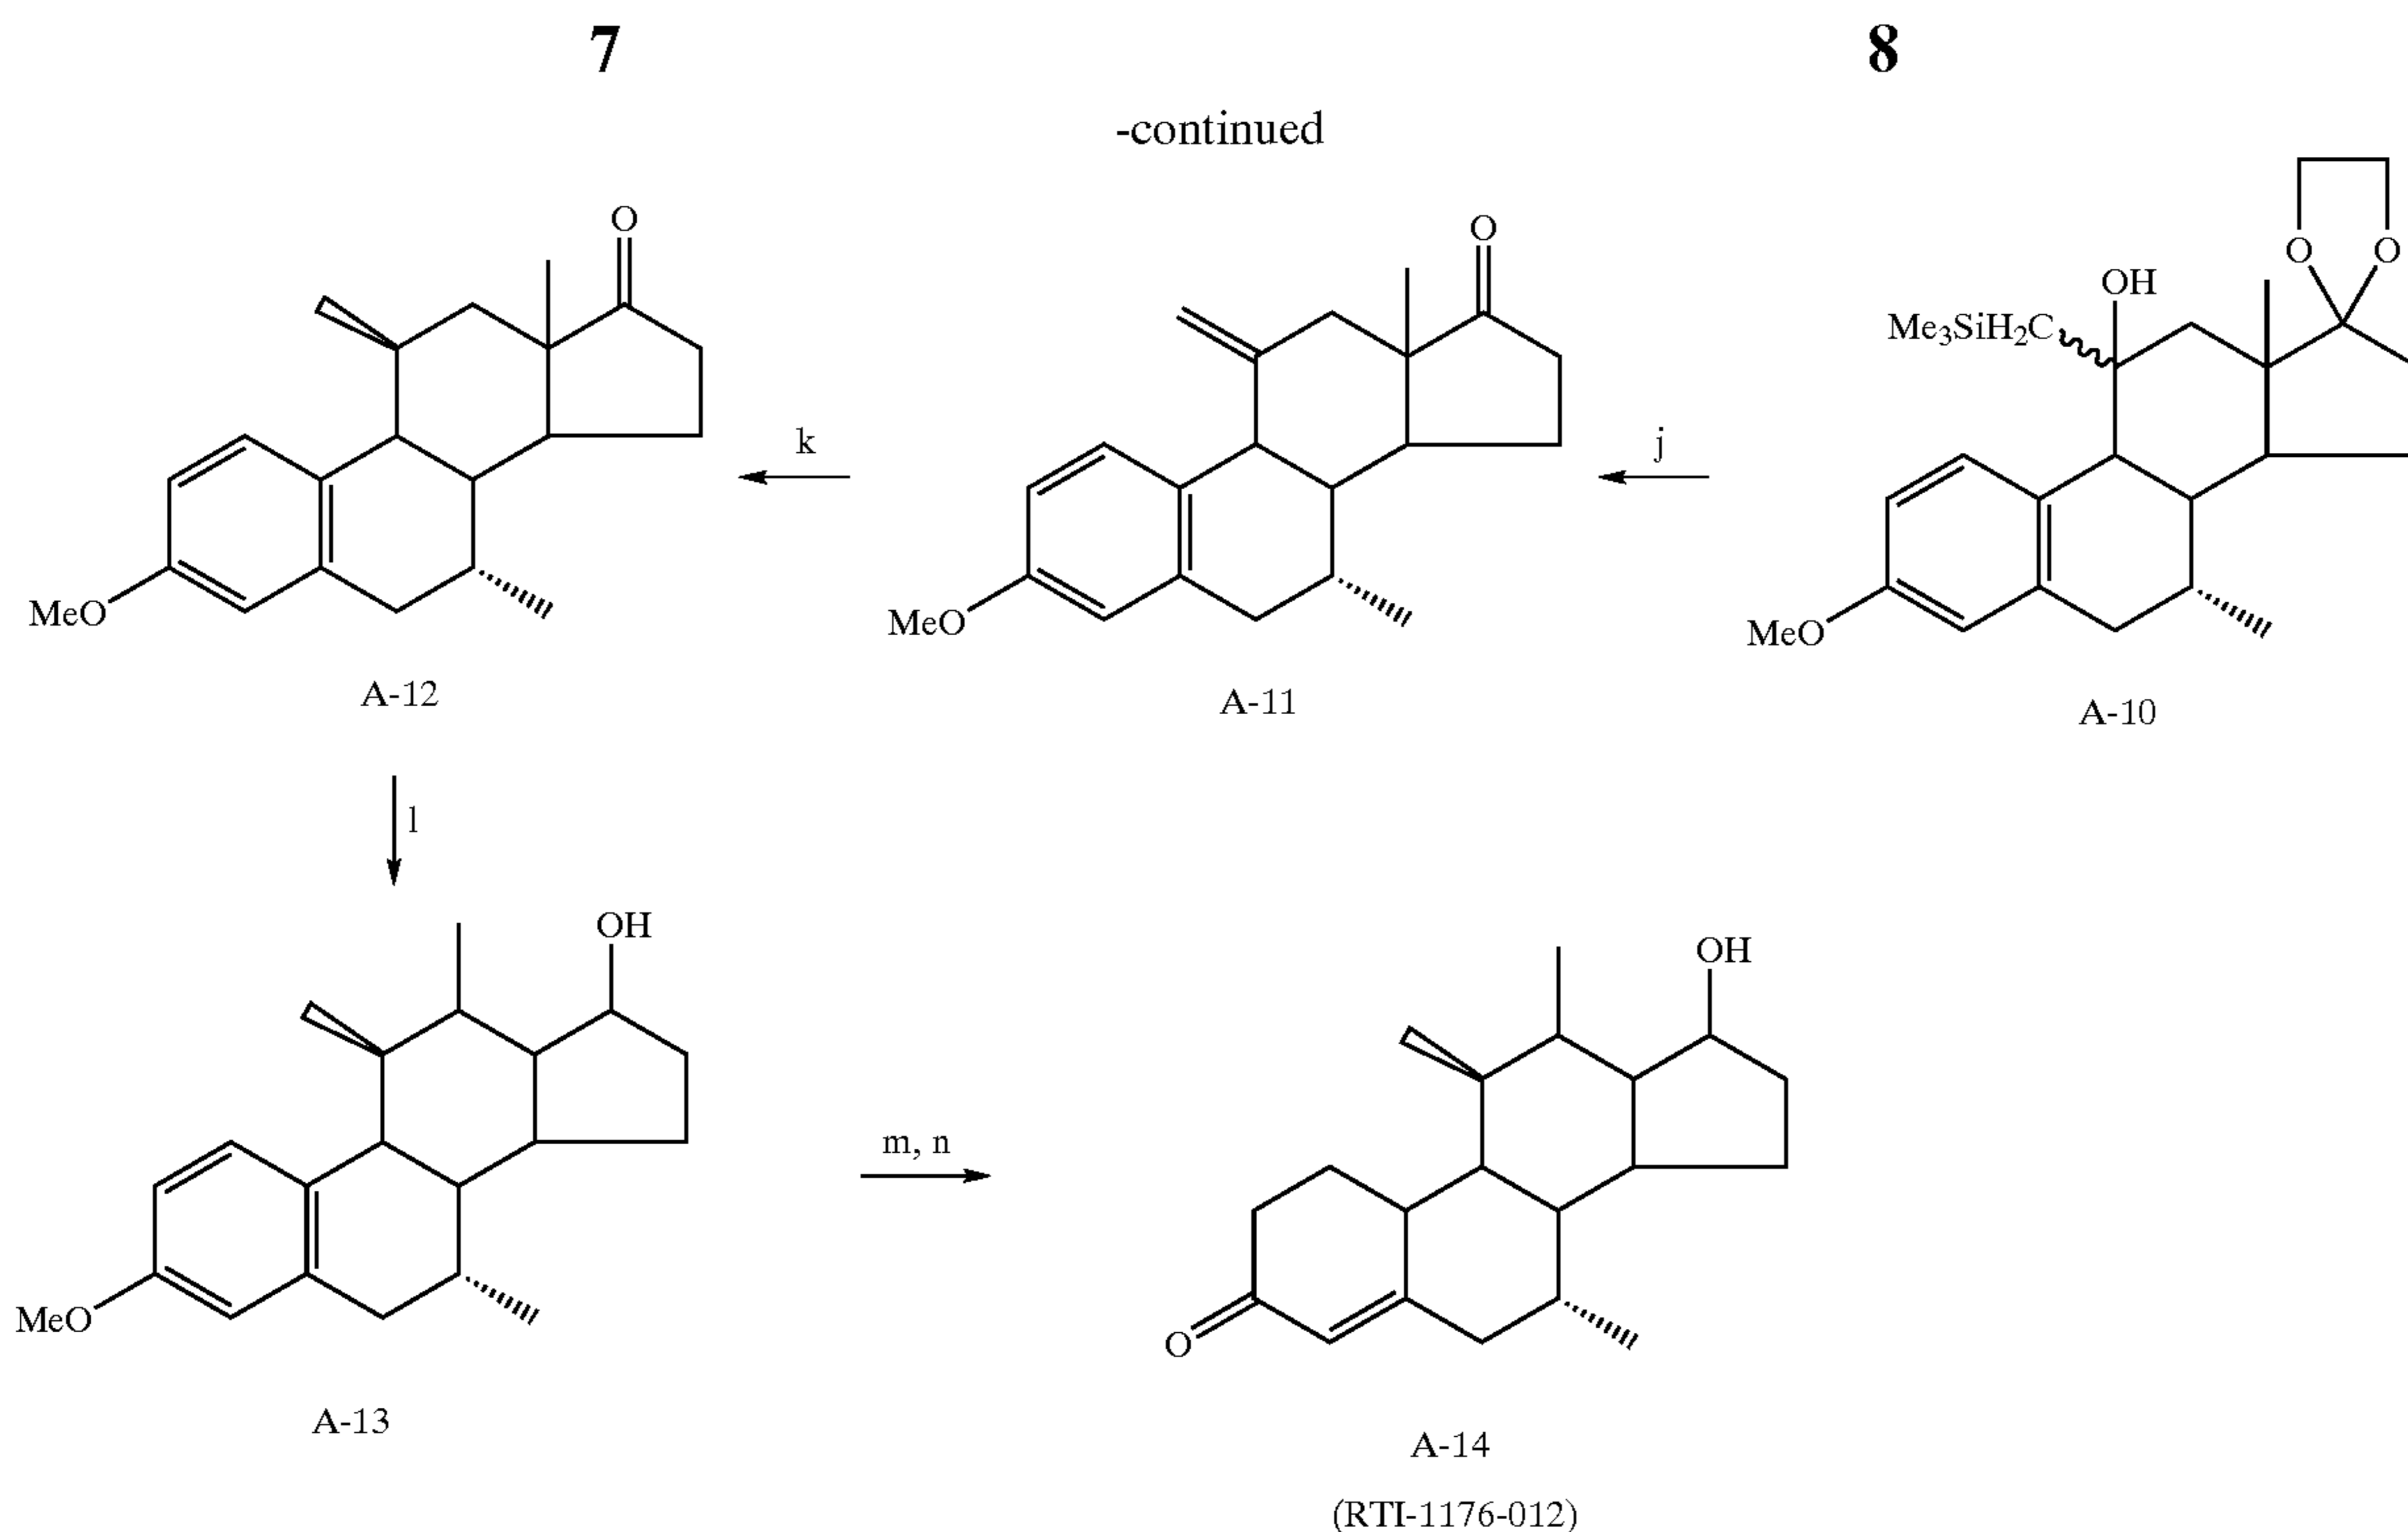 7
8
-continued
O
MeO
A-12
k
O
MeO
A-11
j
O O
OH
Me3SiH2C
MeO
A-10
l
OH
MeO
A-13
m, n
OH
O
A-14
(RTI-1176-012)